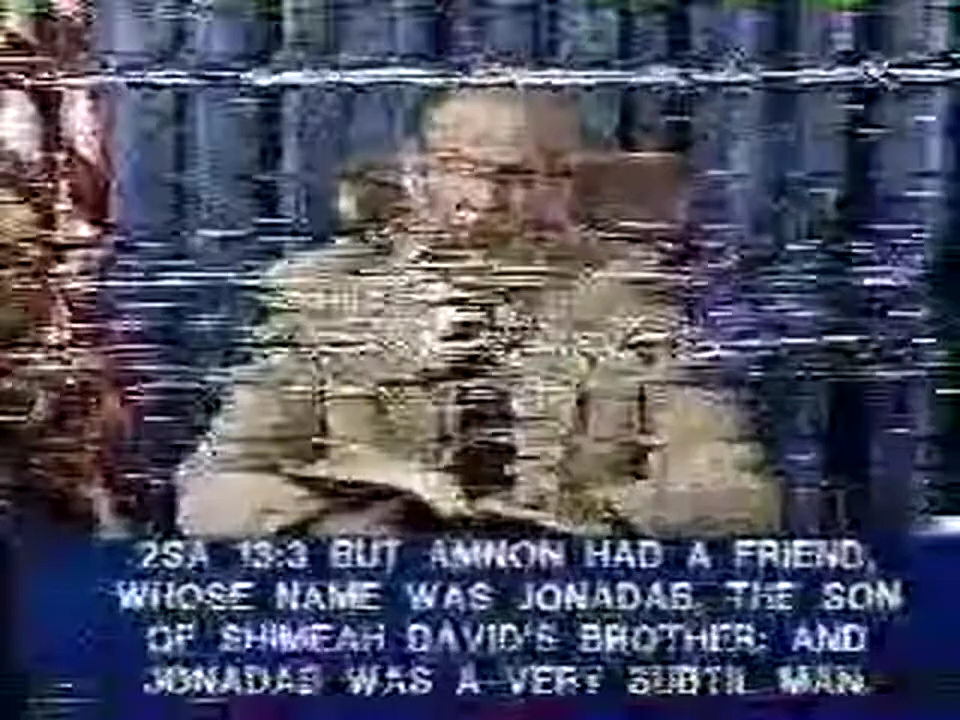 2SA 13:3 BUT AMNON HAD A FRIEND,
WHOSE NAME WAS JONADAB, THE SON
OF SHIMEAH DAVID'S BROTHER: AND
JONADAB WAS A VERY SUBTIL MAN.